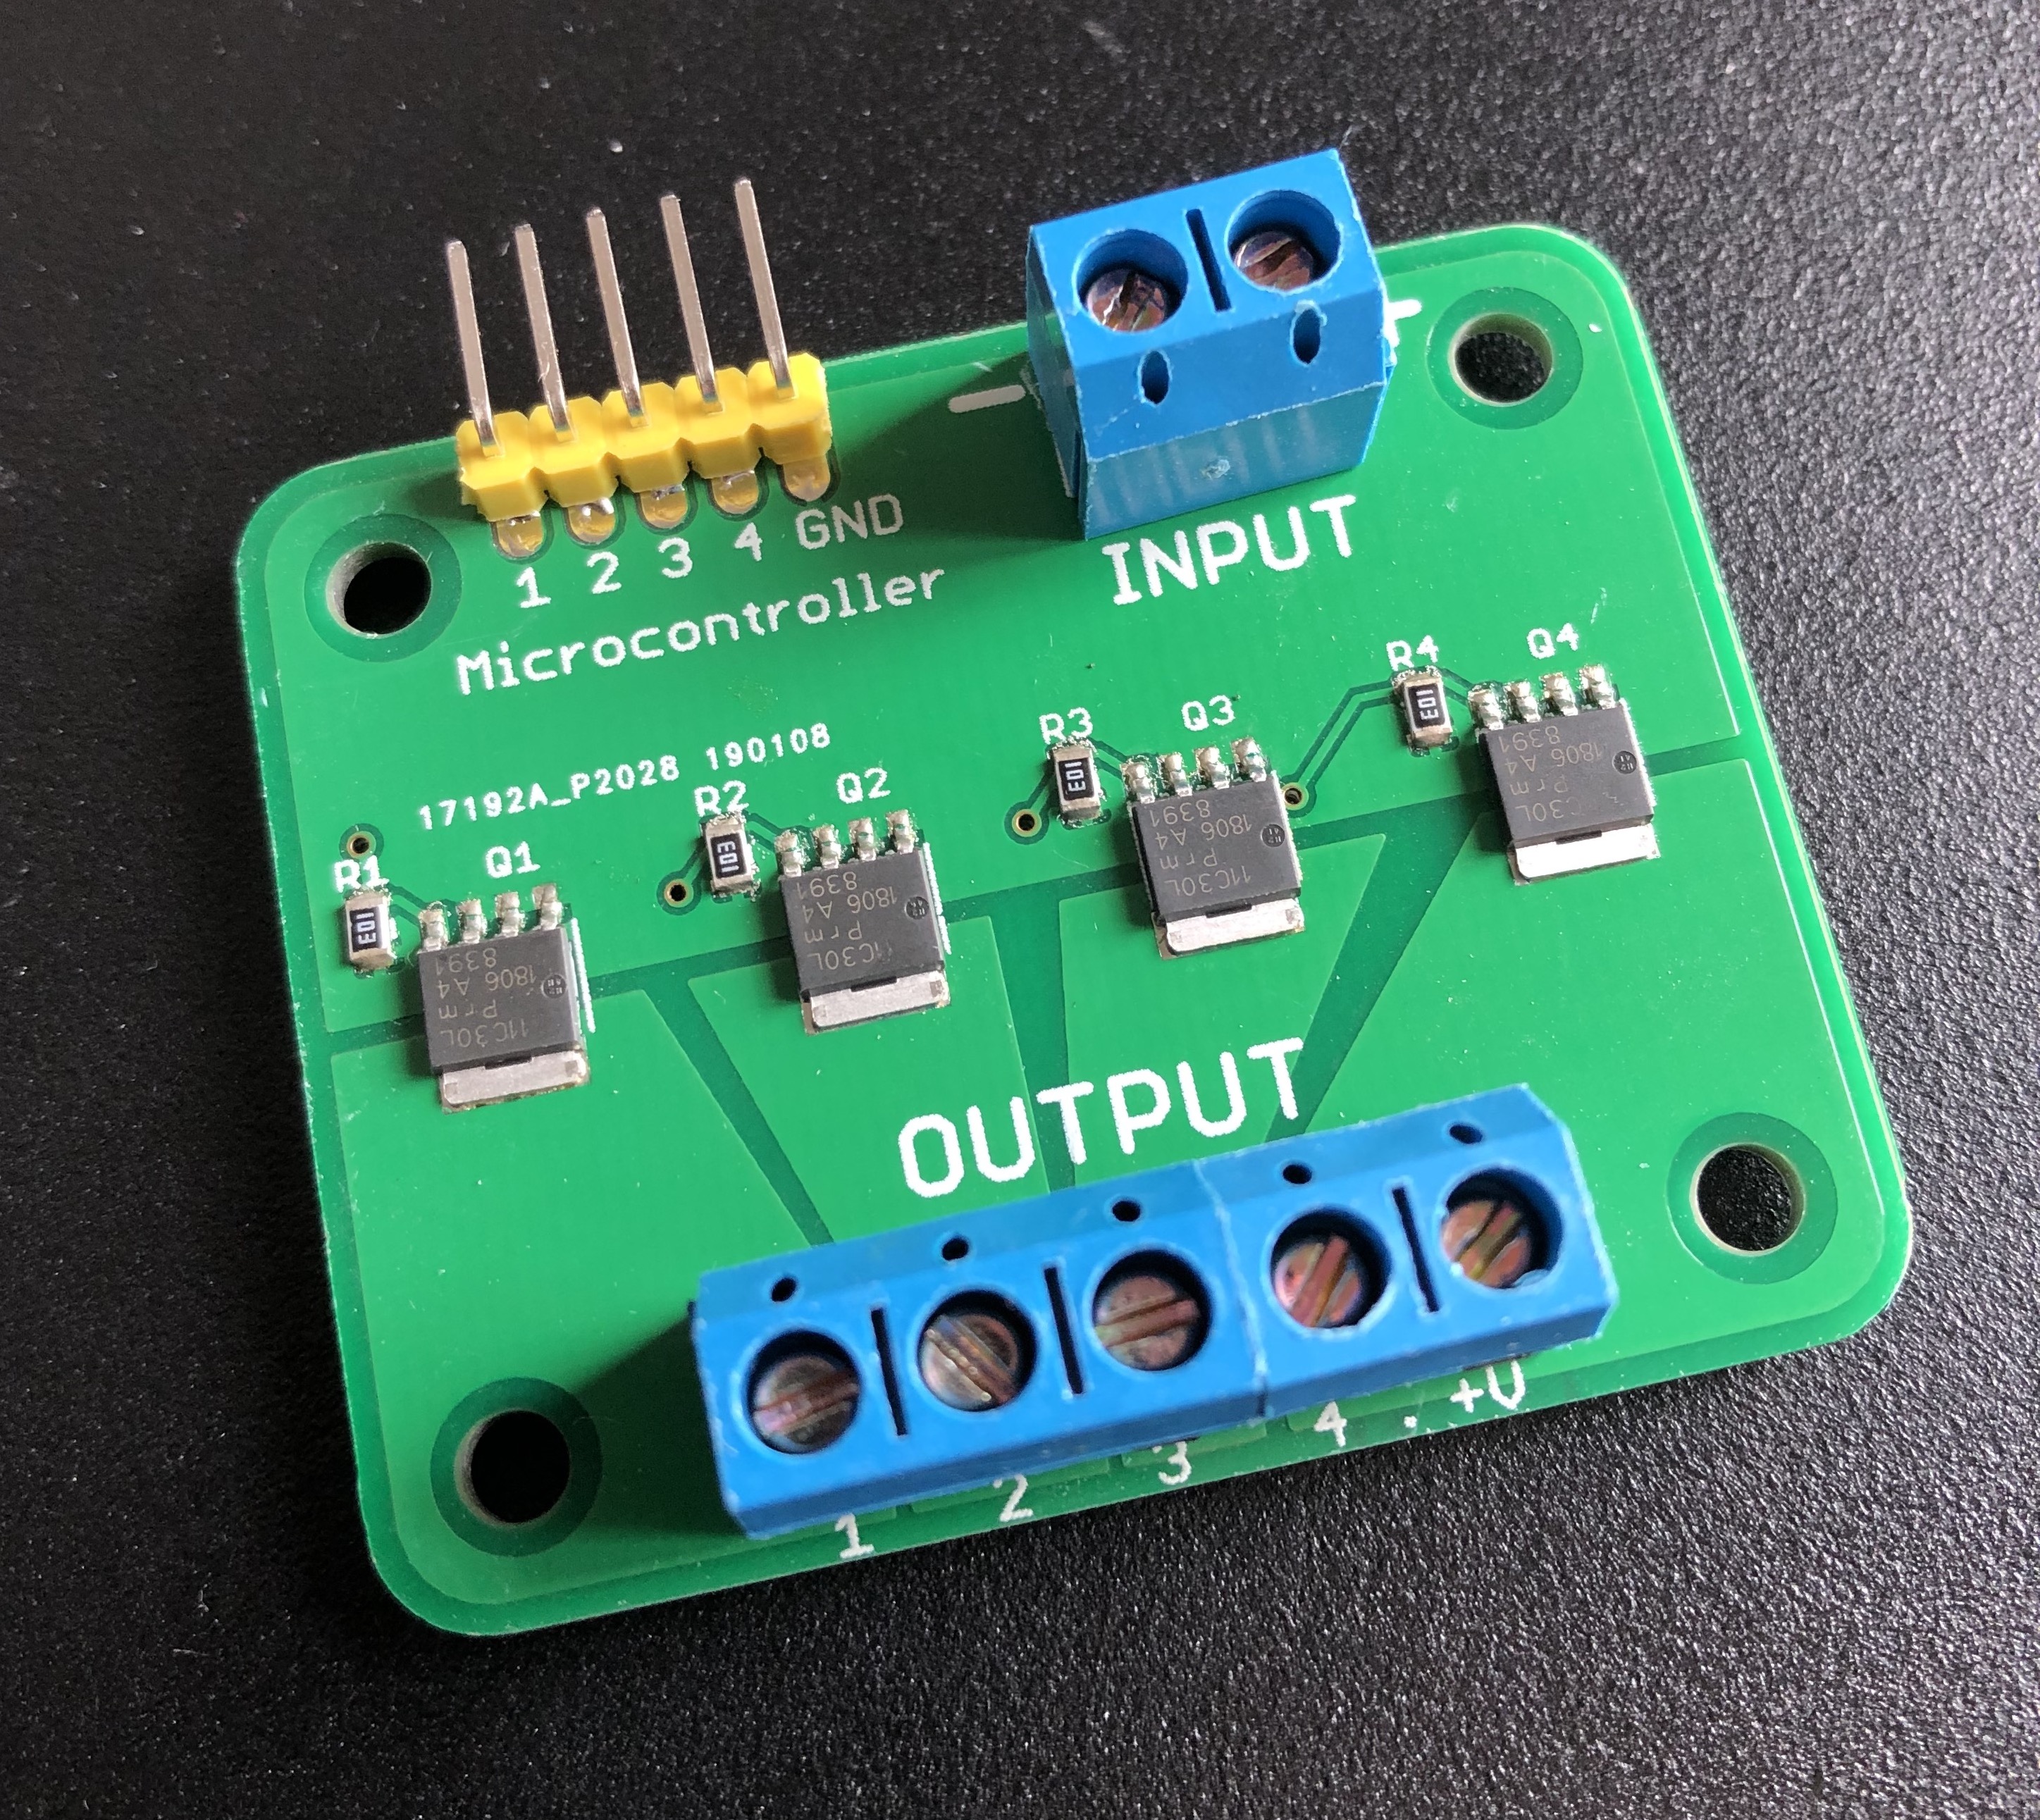 1 2 3 4 GND
Microcontroller
− +
INPUT
17192A_P2028 190108
R1 Q1
103
11C30L
Prm
1806 A4
8391
R2 Q2
103
11C30L
Prm
1806 A4
8391
R3 Q3
103
11C30L
Prm
1806 A4
8391
R4 Q4
103
C30L
Prm
1806 A4
8391
OUTPUT
1 2 3 4 +V